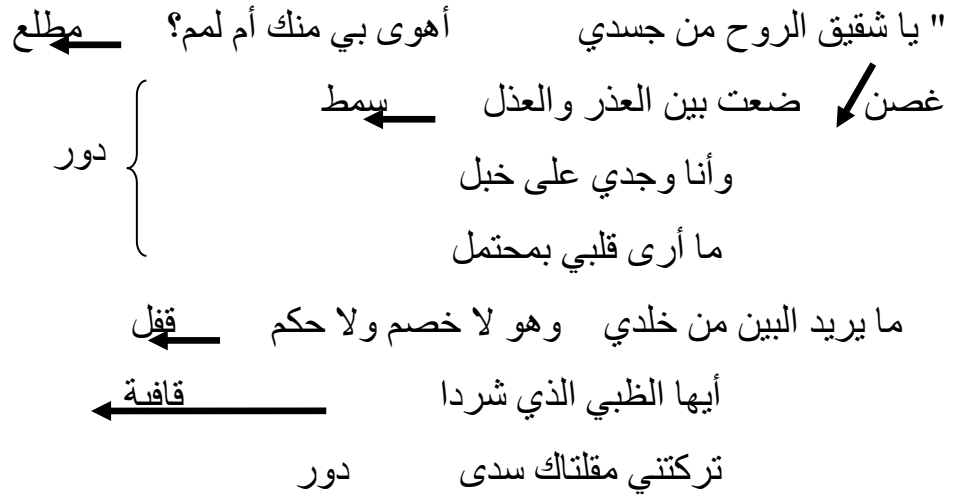 " يا شقيق الروح من جسدي أهوى بي منك أم لمم؟ مطلع
غصن ضعت بين العذر والعذل سمط
دور
وأنا وجدي على خبل
ما أرى قلبي بمحتمل
ما يريد البين من خلدي وهو لا خصم ولا حكم قفل
أيها الظبي الذي شردا قافية
تركتني مقلتاك سدى دور